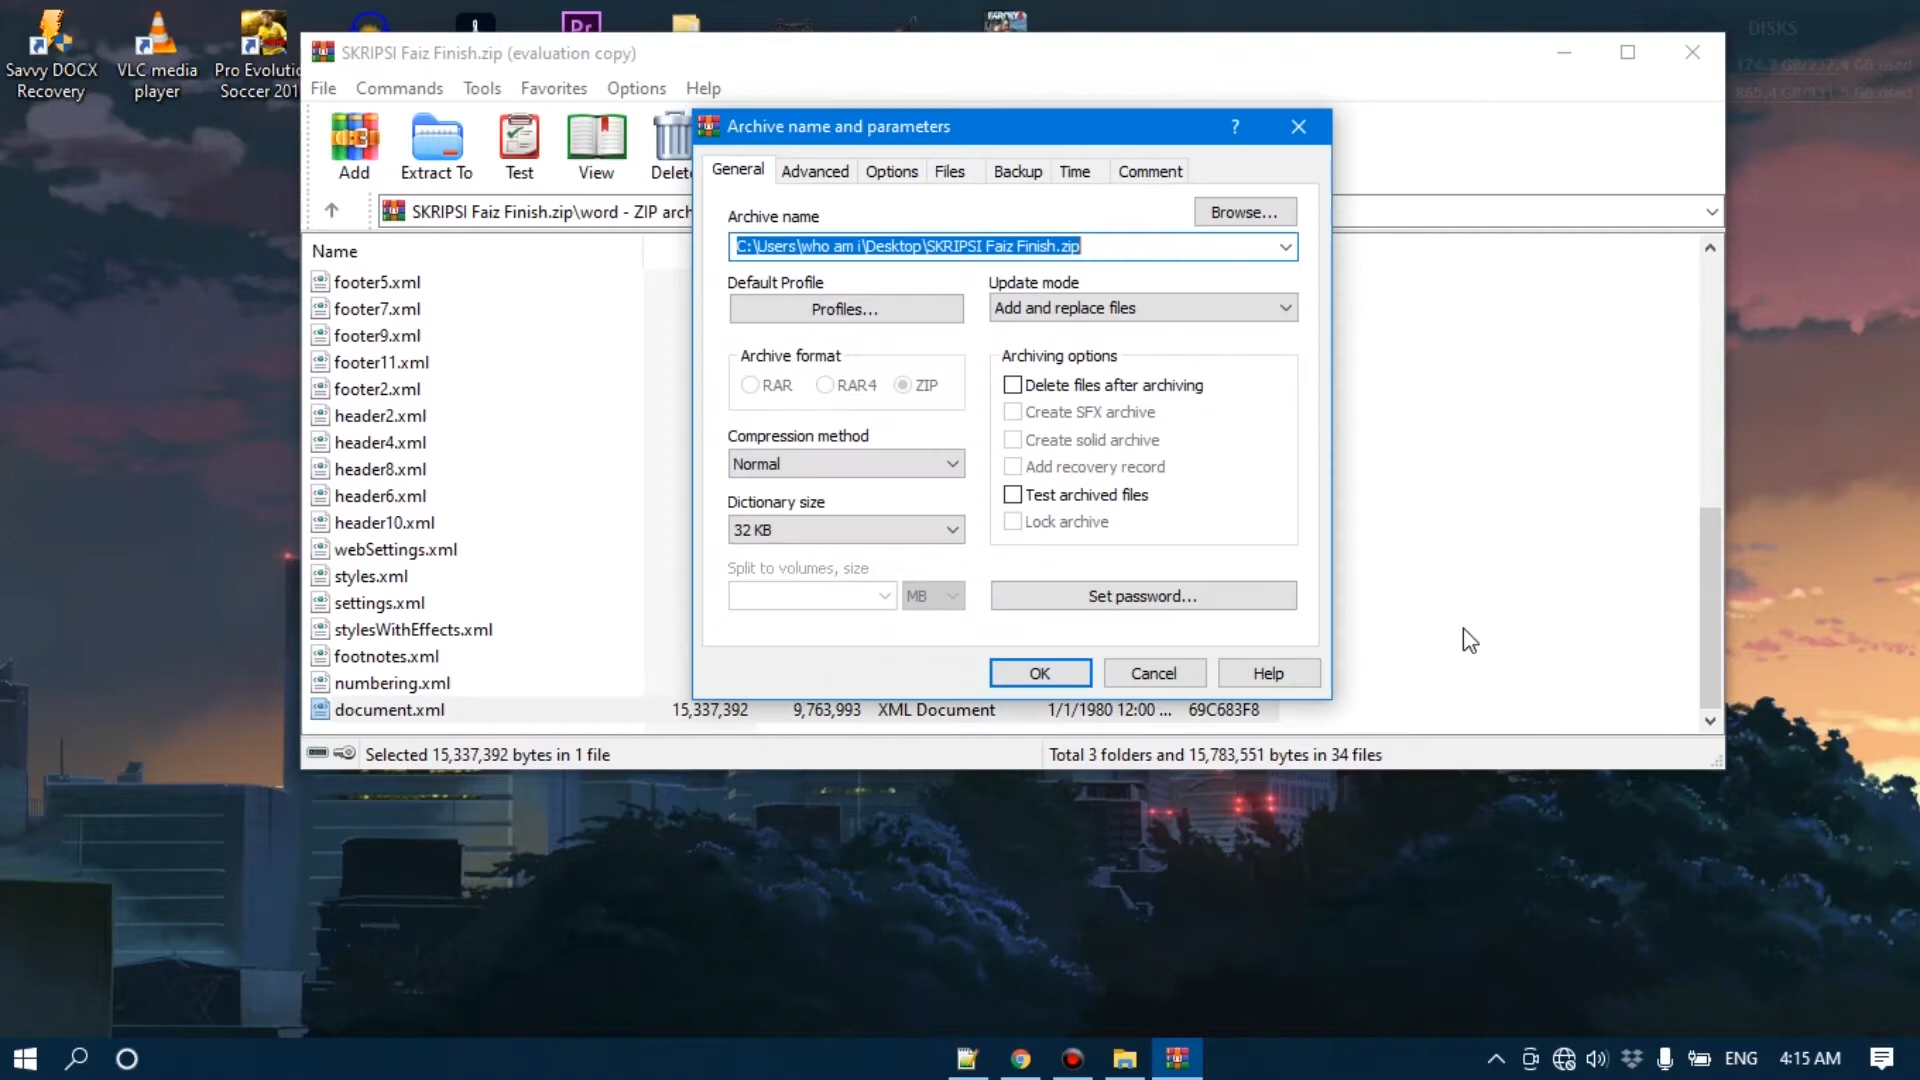 Savvy DOCX
Recovery
VLC media
player
Pro Evolutio
Soccer 201
Pr
FARCRY
DISKS
SKRIPSI Faiz Finish.zip (evaluation copy)
File Commands Tools Favorites Options Help
Add
Extract To
Test
View
Delete
SKRIPSI Faiz Finish.zip\word - ZIP arch
Name
footer5.xml
footer7.xml
footer9.xml
footer11.xml
footer2.xml
header2.xml
header4.xml
header8.xml
header6.xml
header10.xml
webSettings.xml
styles.xml
settings.xml
stylesWithEffects.xml
footnotes.xml
numbering.xml
document.xml 15,337,392 9,763,993 XML Document 1/1/1980 12:00 ... 69C683F8
Selected 15,337,392 bytes in 1 file
Total 3 folders and 15,783,551 bytes in 34 files
Archive name and parameters
General Advanced Options Files Backup Time Comment
Archive name
Browse...
C:\Users\who am i\Desktop\SKRIPSI Faiz Finish.zip
Default Profile
Profiles...
Update mode
Add and replace files
Archive format
RAR RAR4 ZIP
Compression method
Normal
Dictionary size
32 KB
Split to volumes, size
MB
Archiving options
Delete files after archiving
Create SFX archive
Create solid archive
Add recovery record
Test archived files
Lock archive
Set password...
OK Cancel Help
ENG 4:15 AM